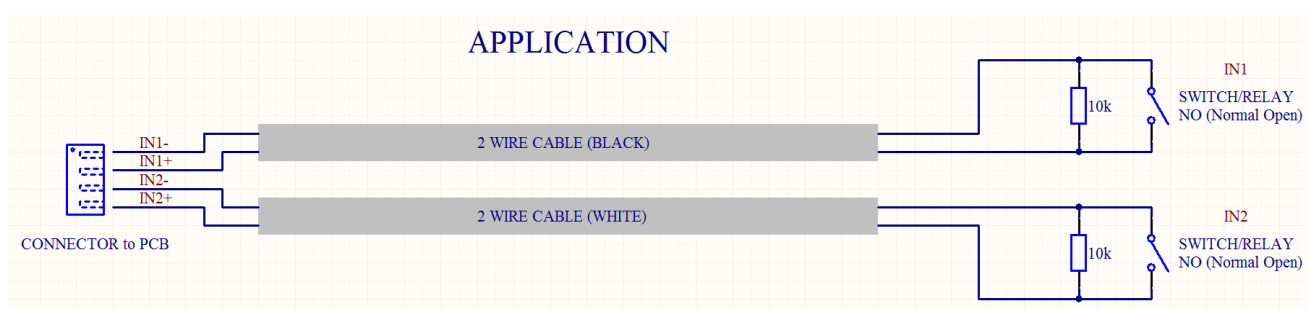 APPLICATION
IN1
SWITCH/RELAY
NO (Normal Open)
10k
IN1-
2 WIRE CABLE (BLACK)
IN1+
IN2-
IN2+
2 WIRE CABLE (WHITE)
IN2
CONNECTOR to PCB
SWITCH/RELAY
10k
NO (Normal Open)